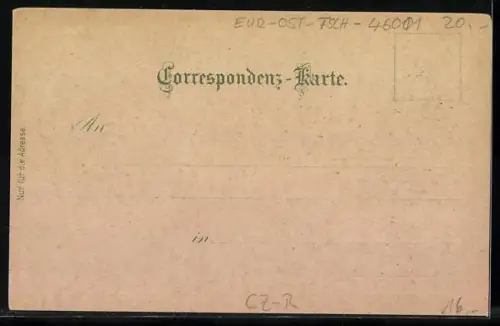 EUR-OST-TSCH-46001 20,-
Correspondenz-Karte.
An
Nur für die Adresse.
in
CZ-R
16,-